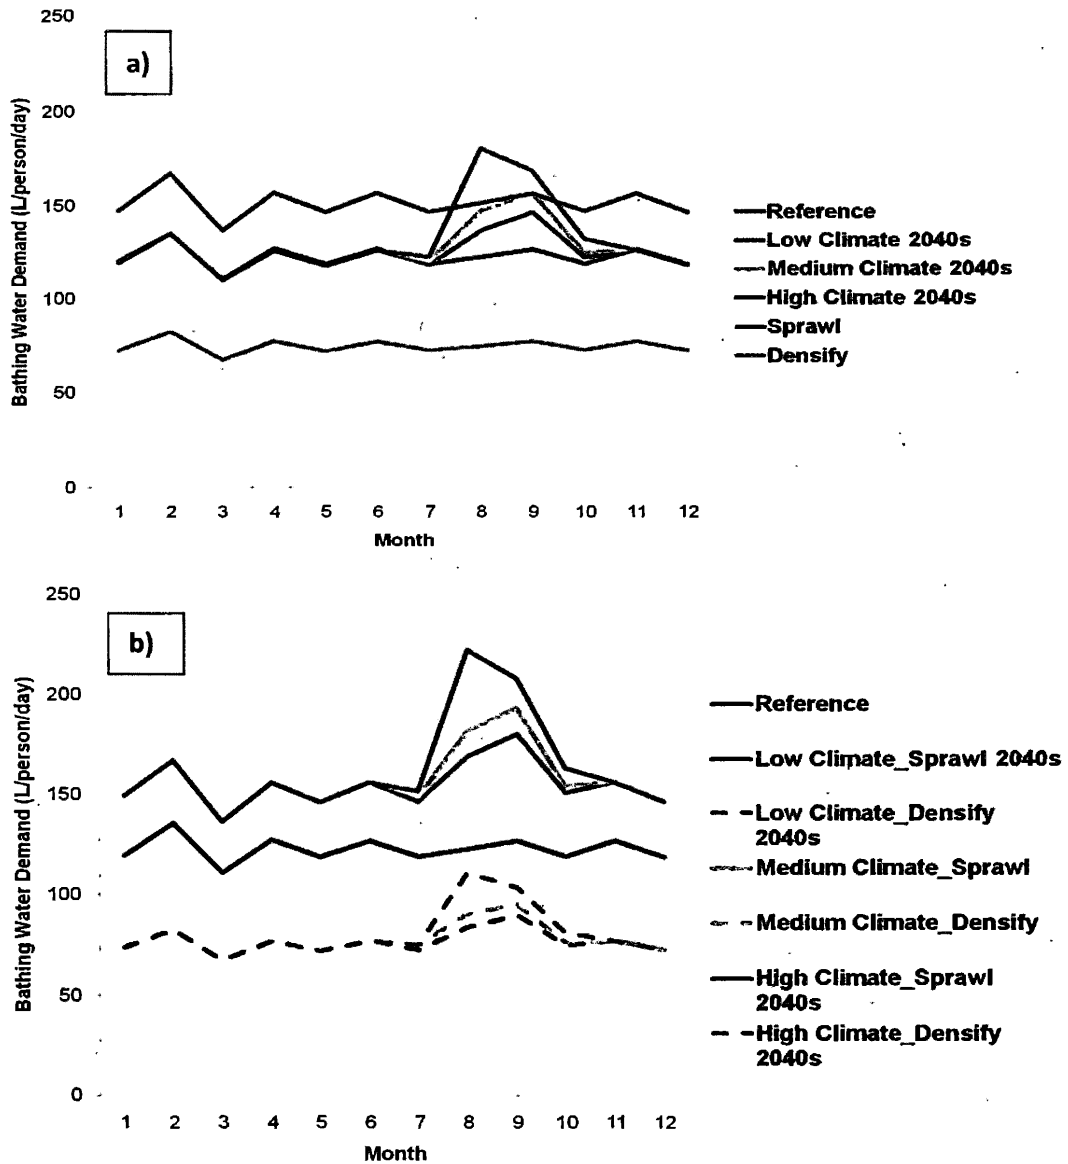 250
a)
200
150
100
50
0
Bathing Water Demand (L/person/day)
Reference
Low Climate 2040s
Medium Climate 2040s
High Climate 2040s
Sprawl
Densify
1 2 3 4 5 6 7 8 9 10 11 12
Month
250
b)
200
150
100
50
0
Bathing Water Demand (L/person/day)
Reference
Low Climate_Sprawl 2040s
Low Climate_Densify
2040s
Medium Climate_Sprawl
Medium Climate_Densify
High Climate_Sprawl
2040s
High Climate_Densify
2040s
1 2 3 4 5 6 7 8 9 10 11 12
Month